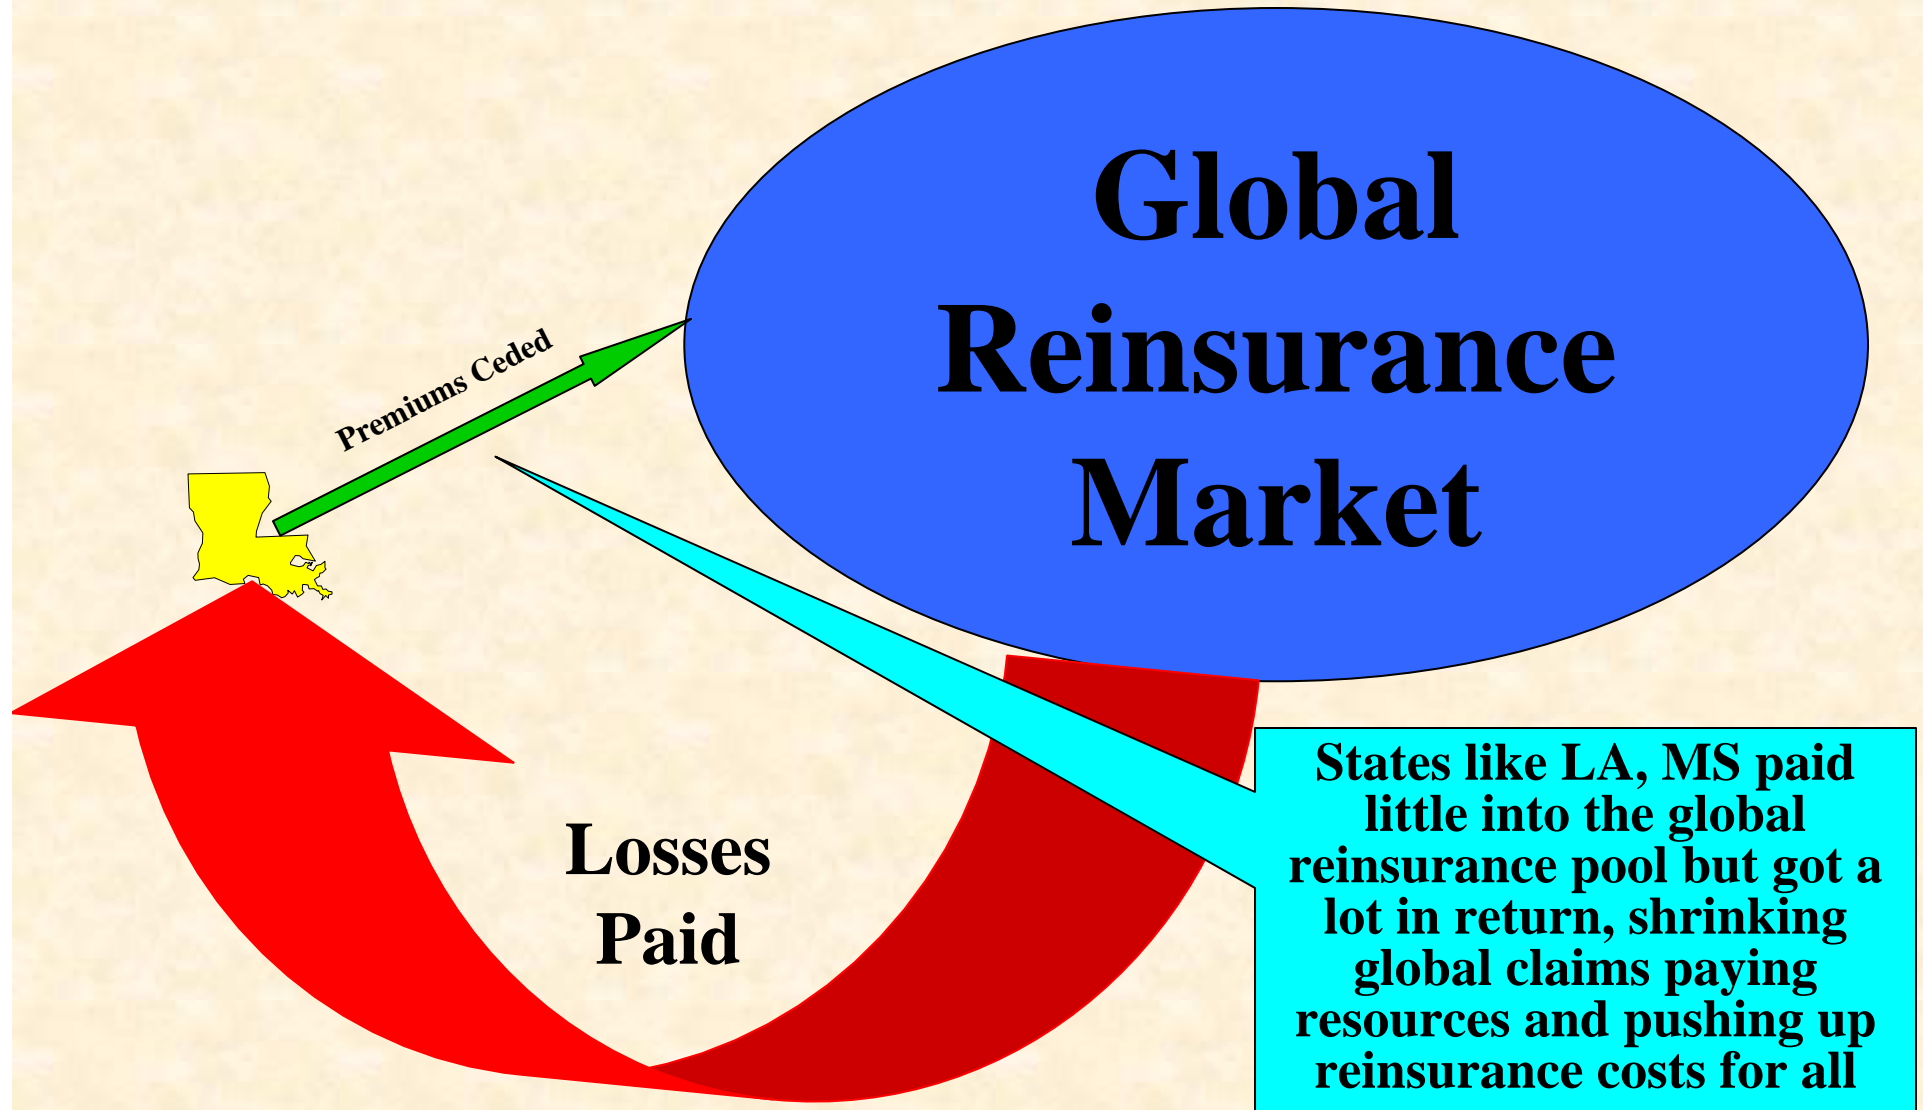 Global
Reinsurance
Market
Premiums Ceded
Losses
Paid
States like LA, MS paid
little into the global
reinsurance pool but got a
lot in return, shrinking
global claims paying
resources and pushing up
reinsurance costs for all